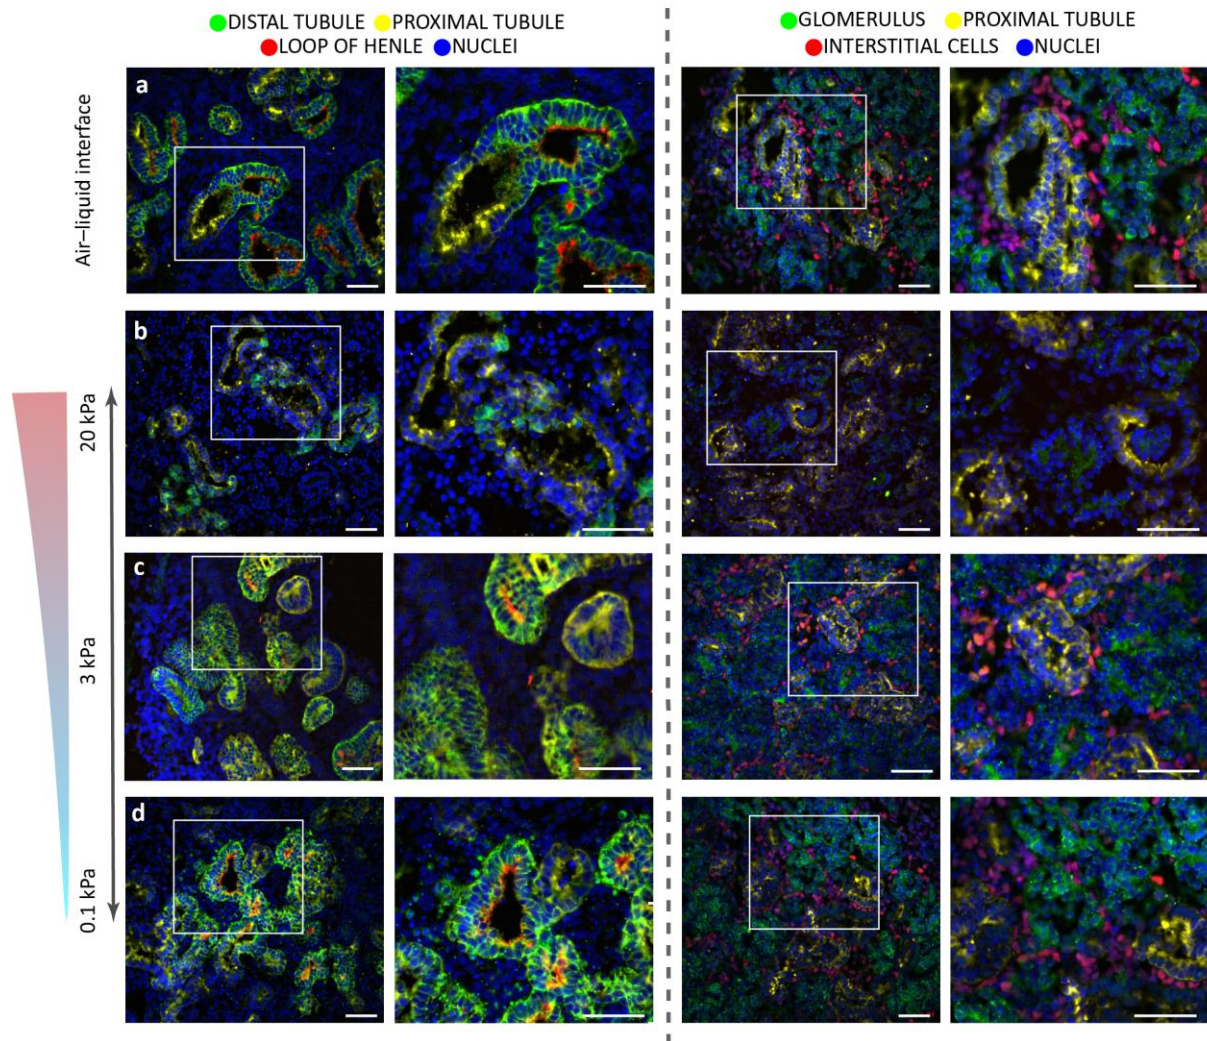 DISTAL TUBULE PROXIMAL TUBULE
LOOP OF HENLE NUCLEI
GLOMERULUS PROXIMAL TUBULE
INTERSTITIAL CELLS NUCLEI
Air–liquid interface
a
20 kPa
b
3 kPa
c
0.1 kPa
d